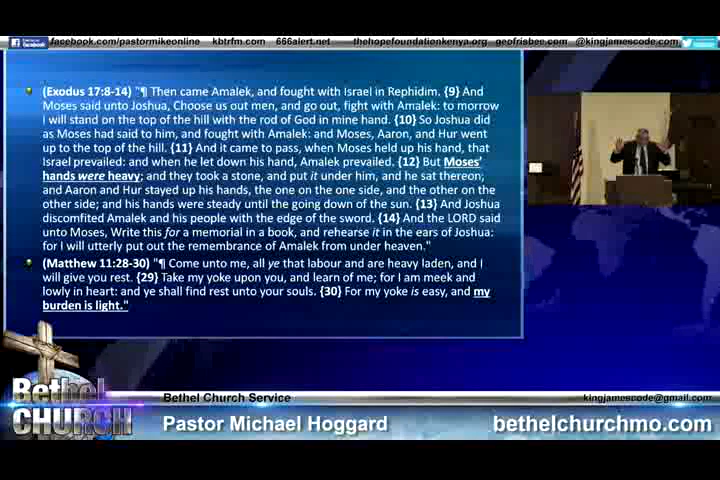 facebook.com/pastormikeonline kbtrfm.com 666alert.net thehopefoundationkenya.org geofrisbee.com @kingjamescode.com
(Exodus 17:8-14) "¶ Then came Amalek, and fought with Israel in Rephidim. {9} And
Moses said unto Joshua, Choose us out men, and go out, fight with Amalek: to morrow
I will stand on the top of the hill with the rod of God in mine hand. {10} So Joshua did
as Moses had said to him, and fought with Amalek: and Moses, Aaron, and Hur went
up to the top of the hill. {11} And it came to pass, when Moses held up his hand, that
Israel prevailed: and when he let down his hand, Amalek prevailed. {12} But Moses'
hands were heavy; and they took a stone, and put it under him, and he sat thereon;
and Aaron and Hur stayed up his hands, the one on the one side, and the other on the
other side; and his hands were steady until the going down of the sun. {13} And Joshua
discomfited Amalek and his people with the edge of the sword. {14} And the LORD said
unto Moses, Write this for a memorial in a book, and rehearse it in the ears of Joshua:
for I will utterly put out the remembrance of Amalek from under heaven."
(Matthew 11:28-30) "¶ Come unto me, all ye that labour and are heavy laden, and I
will give you rest. {29} Take my yoke upon you, and learn of me; for I am meek and
lowly in heart: and ye shall find rest unto your souls. {30} For my yoke is easy, and my
burden is light."
Bethel
CHURCH
Bethel Church Service kingjamescode@gmail.com
Pastor Michael Hoggard bethelchurchmo.com